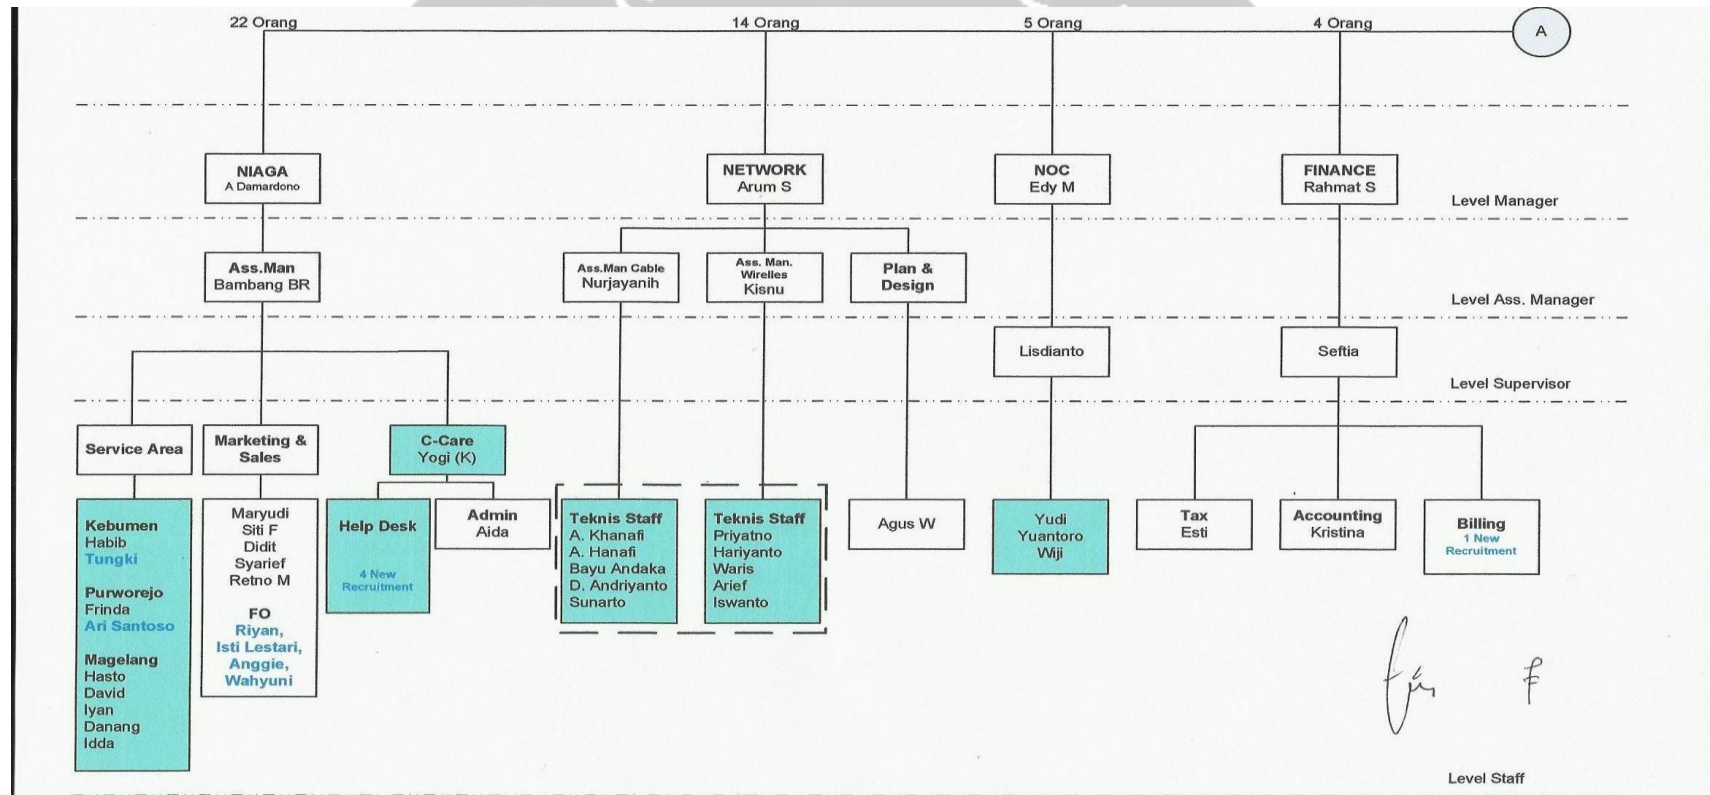 22 Orang
14 Orang
5 Orang
4 Orang
A
NIAGA
A Damardono
NETWORK
Arum S
NOC
Edy M
FINANCE
Rahmat S
Level Manager
Ass.Man
Bambang BR
Ass.Man Cable
Nurjayanih
Ass. Man.
Wirelles
Kisnu
Plan &
Design
Level Ass. Manager
Lisdianto
Seftia
Level Supervisor
Service Area
Marketing &
Sales
C-Care
Yogi (K)
Kebumen
Habib
Tungki
Purworejo
Frinda
Ari Santoso
Magelang
Hasto
David
Iyan
Danang
Idda
Maryudi
Siti F
Didit
Syarief
Retno M
FO
Riyan,
Isti Lestari,
Anggie,
Wahyuni
Help Desk
4 New
Recruitment
Admin
Aida
Teknis Staff
A. Khanafi
A. Hanafi
Bayu Andaka
D. Andriyanto
Sunarto
Teknis Staff
Priyatno
Hariyanto
Waris
Arief
Iswanto
Agus W
Yudi
Yuantoro
Wiji
Tax
Esti
Accounting
Kristina
Billing
1 New
Recruitment
Level Staff